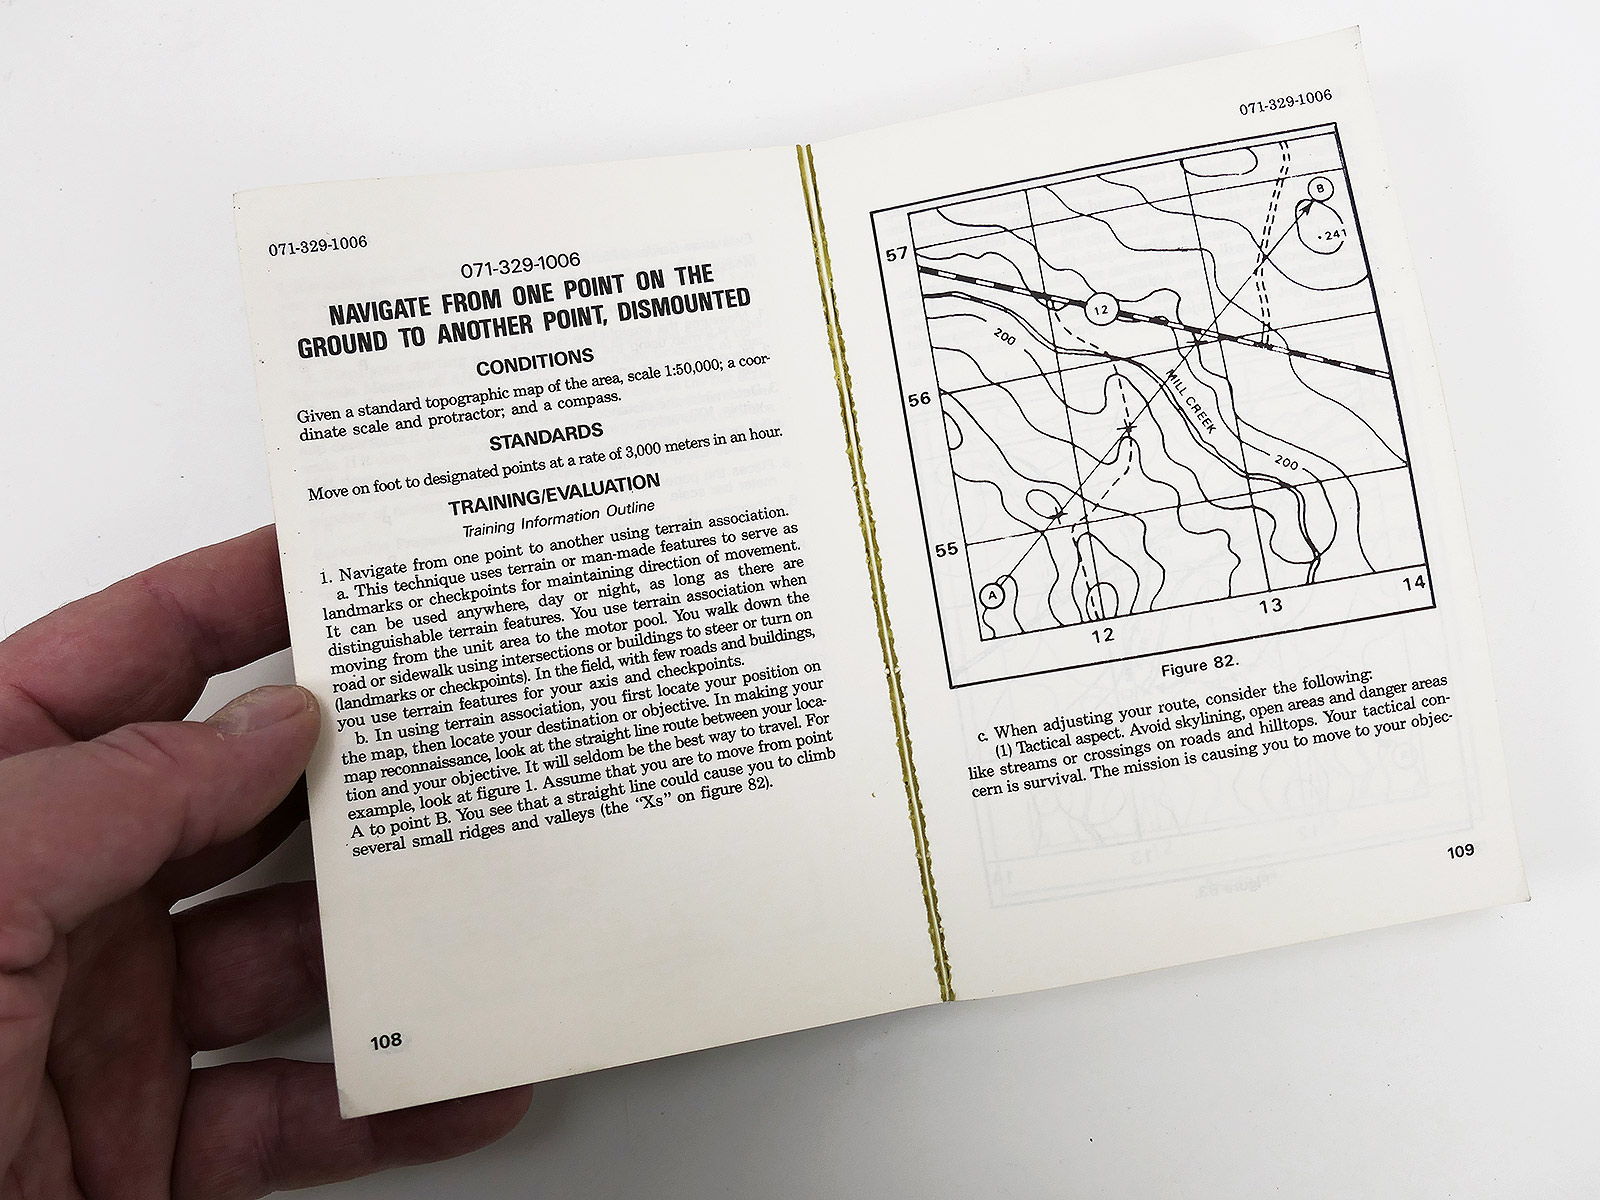 071-329-1006
071-329-1006
NAVIGATE FROM ONE POINT ON THE
GROUND TO ANOTHER POINT, DISMOUNTED
CONDITIONS
Given a standard topographic map of the area, scale 1:50,000; a coor-
dinate scale and protractor; and a compass.
STANDARDS
Move on foot to designated points at a rate of 3,000 meters in an hour.
TRAINING/EVALUATION
Training Information Outline
1. Navigate from one point to another using terrain association.
a. This technique uses terrain or man-made features to serve as
landmarks or checkpoints for maintaining direction of movement.
It can be used anywhere, day or night, as long as there are
distinguishable terrain features. You use terrain association when
moving from the unit area to the motor pool. You walk down the
road or sidewalk using intersections or buildings to steer or turn on
(landmarks or checkpoints). In the field, with few roads and buildings,
you use terrain features for your axis and checkpoints.
b. In using terrain association, you first locate your position on
the map, then locate your destination or objective. In making your
map reconnaissance, look at the straight line route between your loca-
tion and your objective. It will seldom be the best way to travel. For
example, look at figure 1. Assume that you are to move from point
A to point B. You see that a straight line could cause you to climb
several small ridges and valleys (the “Xs” on figure 82).
108
071-329-1006
B
241
57
12
200
56
MILL CREEK
200
55
A
14
13
12
Figure 82.
c. When adjusting your route, consider the following:
(1) Tactical aspect. Avoid skylining, open areas and danger areas
like streams or crossings on roads and hilltops. Your tactical con-
cern is survival. The mission is causing you to move to your objec-
109